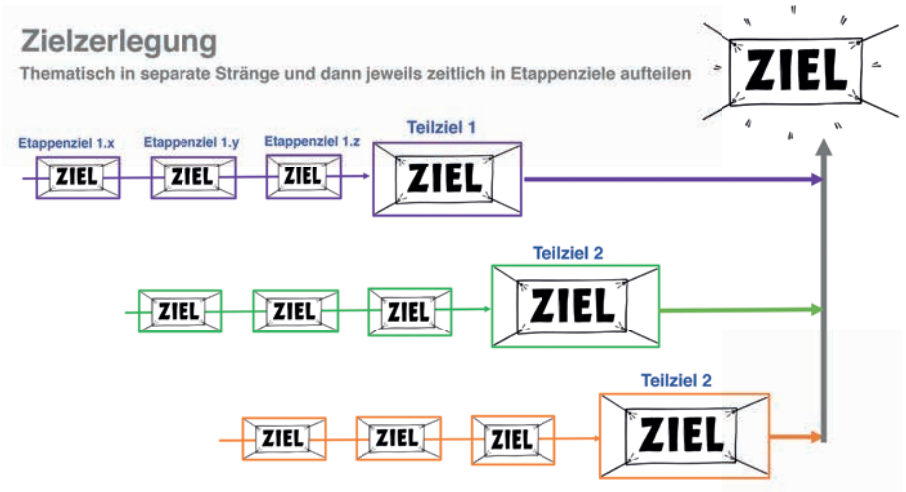 Zielzerlegung
Thematisch in separate Stränge und dann jeweils zeitlich in Etappenziele aufteilen
ZIEL
Teilziel 1
Etappenziel 1.x Etappenziel 1.y Etappenziel 1.z
ZIEL ZIEL ZIEL ZIEL
Teilziel 2
ZIEL ZIEL ZIEL ZIEL
Teilziel 2
ZIEL ZIEL ZIEL ZIEL